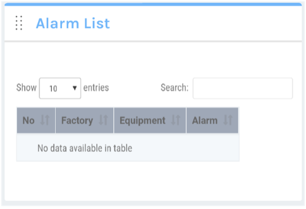 Alarm List
Show 10 entries Search:
No Factory Equipment Alarm
No data available in table